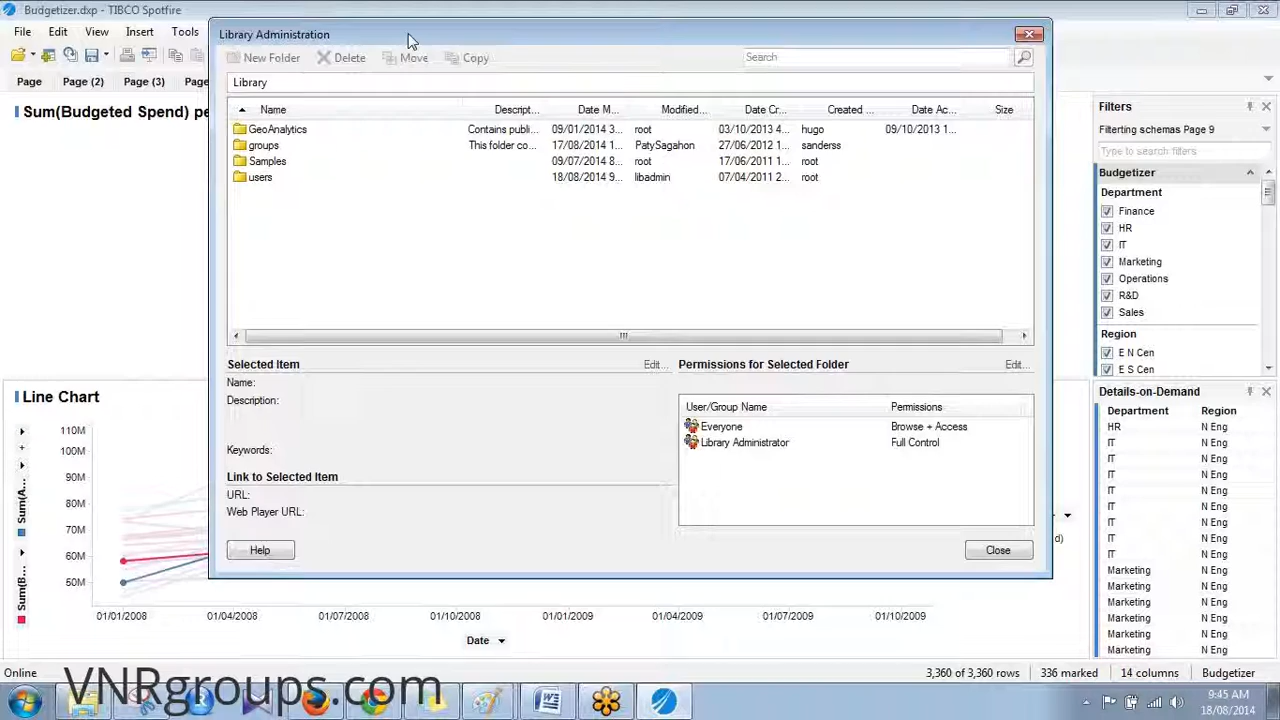 Budgetizer.dxp - TIBCO Spotfire
File Edit View Insert Tools
Page Page (2) Page (3) Pag
Sum(Budgeted Spend) pe
Library Administration
New Folder Delete Move Copy Search
Library
Name Descript... Date M... Modified... Date Cr... Created ... Date Ac... Size
GeoAnalytics Contains publi... 09/01/2014 3... root 03/10/2013 4... hugo 09/10/2013 1...
groups This folder co... 17/08/2014 1... PatySagahon 27/06/2012 1... sanderss
Samples 09/07/2014 8... root 17/06/2011 1... root
users 18/08/2014 9... libadmin 07/04/2011 2... root
Selected Item Edit...
Name:
Description:
Keywords:
Link to Selected Item
URL:
Web Player URL:
Permissions for Selected Folder Edit...
User/Group Name Permissions
Everyone Browse + Access
Library Administrator Full Control
Help Close
Filters
Filterting schemas Page 9
Type to search filters
Budgetizer
Department
Finance
HR
IT
Marketing
Operations
R&D
Sales
Region
E N Cen
E S Cen
Details-on-Demand
Department Region
HR N Eng
IT N Eng
IT N Eng
IT N Eng
IT N Eng
IT N Eng
IT N Eng
IT N Eng
IT N Eng
Marketing N Eng
Marketing N Eng
Marketing N Eng
Marketing N Eng
Marketing N Eng
Marketing N Eng
Line Chart
110M
100M
90M
80M
70M
60M
50M
Sum(A...
Sum(B...
d)
01/01/2008 01/04/2008 01/07/2008 01/10/2008 01/01/2009 01/04/2009 01/07/2009 01/10/2009
Date
Online 3,360 of 3,360 rows 336 marked 14 columns Budgetizer
VNRgroups.com
9:45 AM
18/08/2014